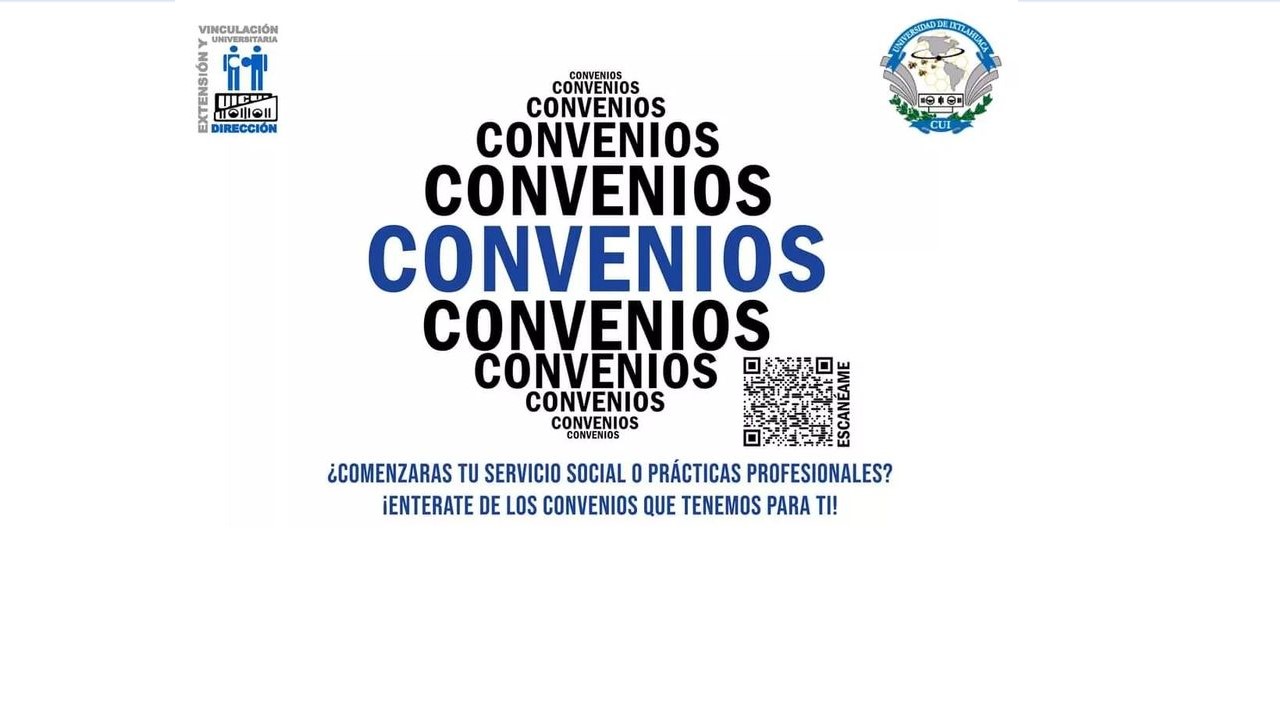 EXTENSIÓN Y
VINCULACIÓN
UNIVERSITARIA
UICUI
DIRECCIÓN
UNIVERSIDAD DE IXTLAHUACA
CUI
CONVENIOS
CONVENIOS
CONVENIOS
CONVENIOS
CONVENIOS
CONVENIOS
CONVENIOS
CONVENIOS
CONVENIOS
CONVENIOS
CONVENIOS
ESCANÉAME
¿COMENZARAS TU SERVICIO SOCIAL O PRÁCTICAS PROFESIONALES?
¡ENTERATE DE LOS CONVENIOS QUE TENEMOS PARA TI!